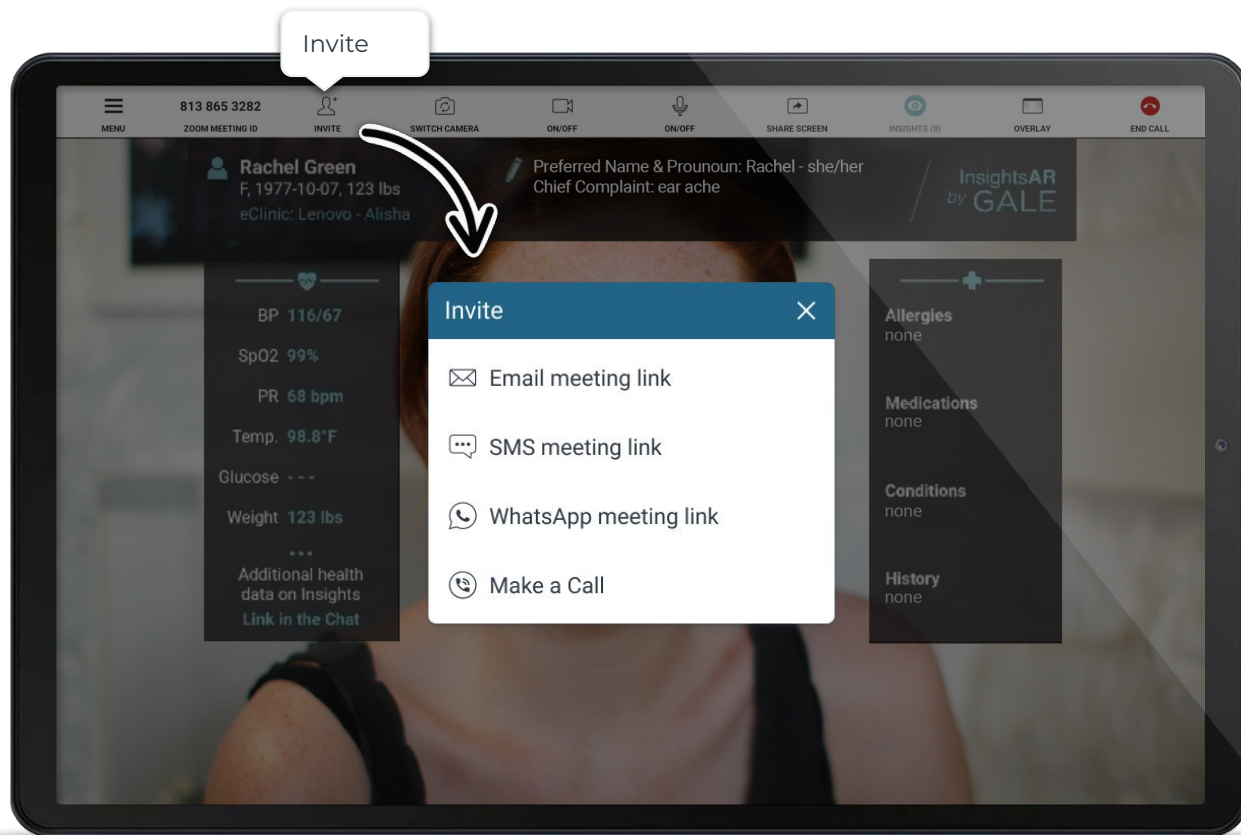 Invite
813 865 3282
MENU ZOOM MEETING ID INVITE SWITCH CAMERA ON/OFF ON/OFF SHARE SCREEN INSIGHTS (0) OVERLAY END CALL
Rachel Green
F, 1977-10-07, 123 lbs
eClinic: Lenovo - Alisha
Preferred Name & Prounoun: Rachel - she/her
Chief Complaint: ear ache
InsightsAR
by GALE
BP 116/67
SpO2 99%
PR 68 bpm
Temp. 98.8°F
Glucose - - -
Weight 123 lbs
...
Additional health
data on Insights
Link in the Chat
Invite
Email meeting link
SMS meeting link
WhatsApp meeting link
Make a Call
Allergies
none
Medications
none
Conditions
none
History
none